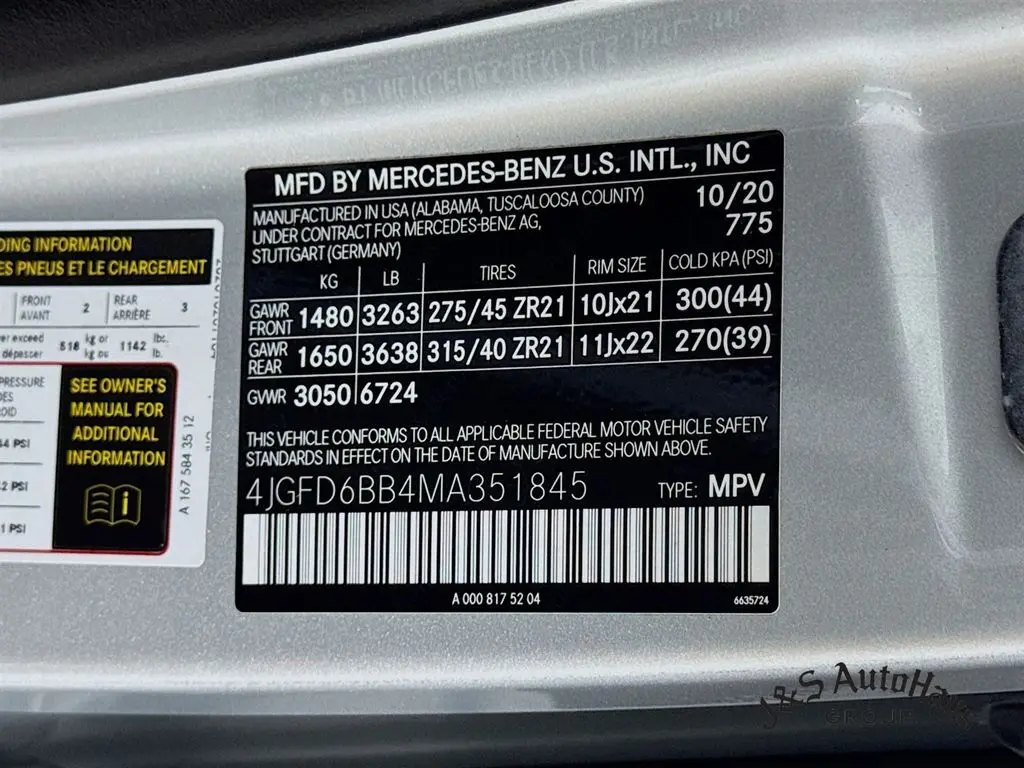 MFD BY MERCEDES-BENZ U.S. INTL., INC
MANUFACTURED IN USA (ALABAMA, TUSCALOOSA COUNTY) 10/20
UNDER CONTRACT FOR MERCEDES-BENZ AG, 775
STUTTGART (GERMANY)
KG LB TIRES RIM SIZE COLD KPA (PSI)
GAWR FRONT 1480 3263 275/45 ZR21 10Jx21 300(44)
GAWR REAR 1650 3638 315/40 ZR21 11Jx22 270(39)
GVWR 3050 6724
THIS VEHICLE CONFORMS TO ALL APPLICABLE FEDERAL MOTOR VEHICLE SAFETY
STANDARDS IN EFFECT ON THE DATE OF MANUFACTURE SHOWN ABOVE.
4JGFD6BB4MA351845 TYPE: MPV
A 000 817 52 04 6635724
DING INFORMATION
ES PNEUS ET LE CHARGEMENT
FRONT AVANT 2 REAR ARRIÈRE 3
er exceed 518 kg or 1142 lbs.
dépasser kg ou lb.
PRESSURE
SEE OWNER'S
MANUAL FOR
ADDITIONAL
INFORMATION
PSI
2 PSI
1 PSI
A 167 584 35 12
J&S AutoHaus
GROUP